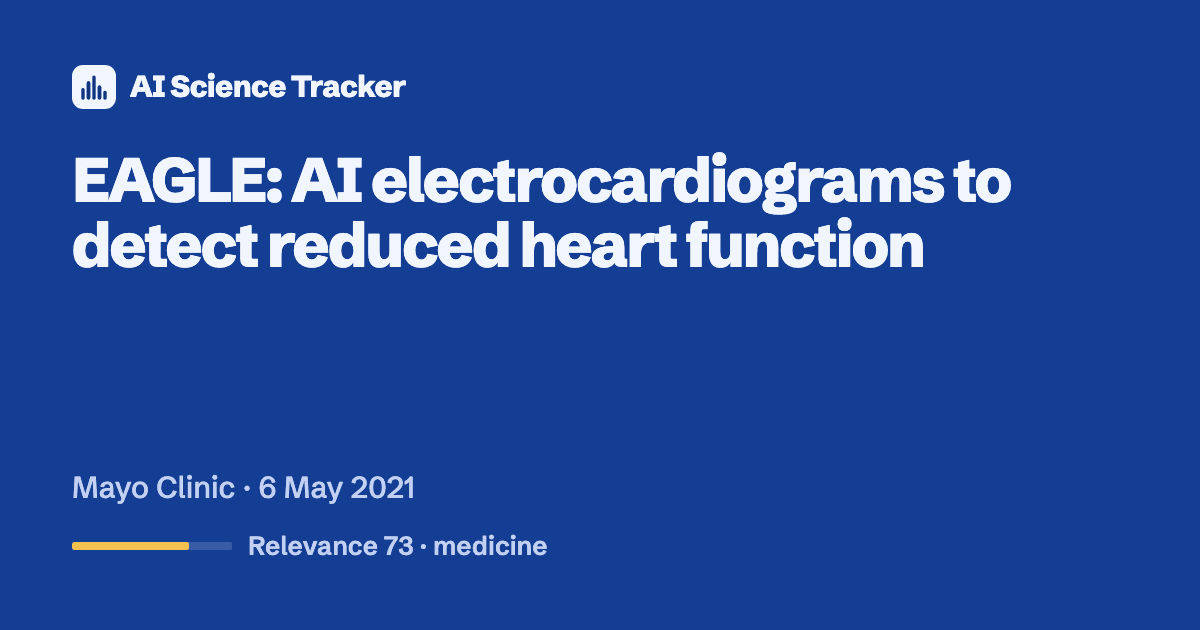 AI Science Tracker
EAGLE: AI electrocardiograms to
detect reduced heart function
Mayo Clinic · 6 May 2021
Relevance 73 · medicine